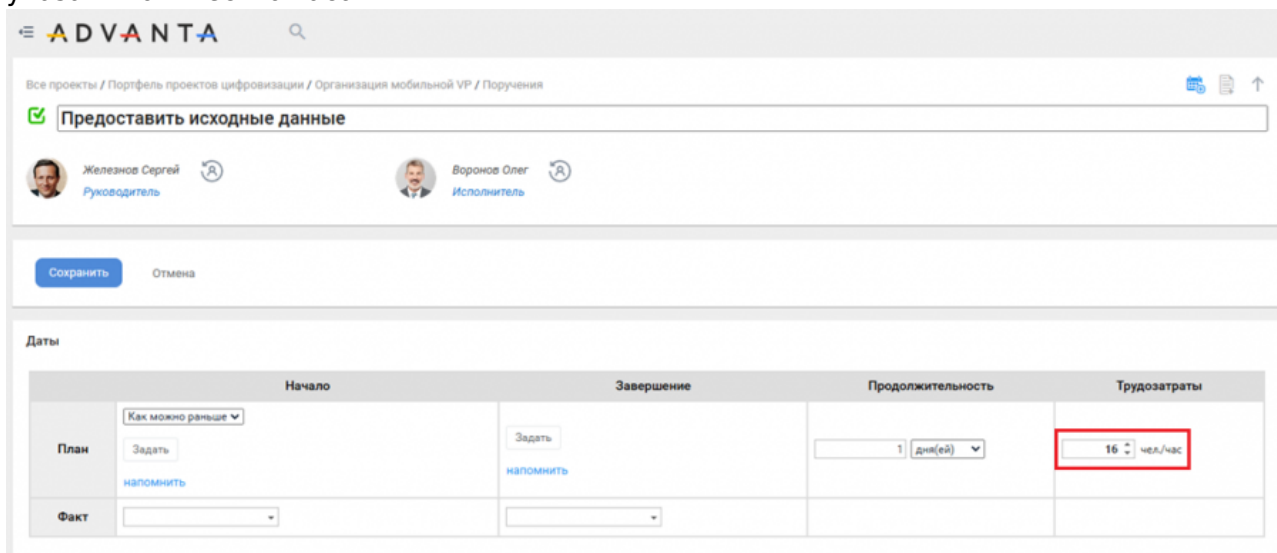 ADVANTA
Все проекты / Портфель проектов цифровизации / Организация мобильной VP / Поручения
Предоставить исходные данные
Железнов Сергей
Руководитель
Воронов Олег
Исполнитель
Сохранить Отмена
Даты
Начало Завершение Продолжительность Трудозатраты
План
Как можно раньше
Задать
напомнить
Задать
напомнить
1 дня(ей)
16 чел./час
Факт